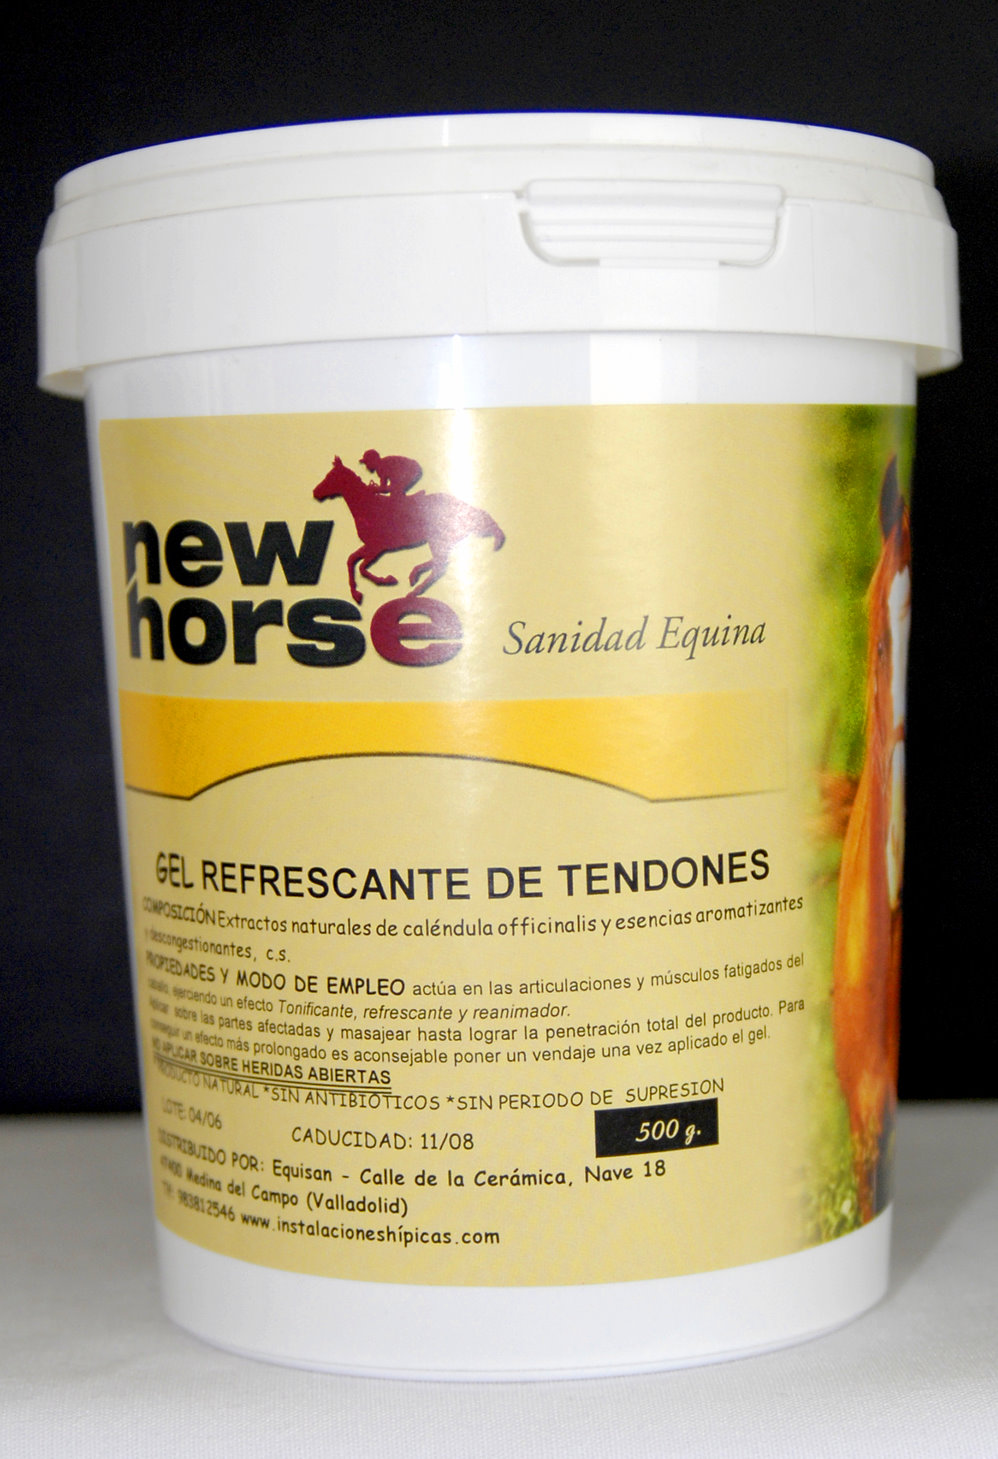 new
horse
Sanidad Equina
GEL REFRESCANTE DE TENDONES
COMPOSICIÓN Extractos naturales de caléndula officinalis y esencias aromatizantes
y descongestionantes, c.s.
PROPIEDADES Y MODO DE EMPLEO actúa en las articulaciones y músculos fatigados del
caballo, ejerciendo un efecto Tonificante, refrescante y reanimador.
Aplicar sobre las partes afectadas y masajear hasta lograr la penetración total del producto. Para
conseguir un efecto más prolongado es aconsejable poner un vendaje una vez aplicado el gel.
NO APLICAR SOBRE HERIDAS ABIERTAS
PRODUCTO NATURAL *SIN ANTIBIÓTICOS *SIN PERIODO DE SUPRESION
LOTE: 04/06
CADUCIDAD: 11/08
500 g.
DISTRIBUIDO POR: Equisan - Calle de la Cerámica, Nave 18
47400 Medina del Campo (Valladolid)
983812546 www.instalacioneshípicas.com